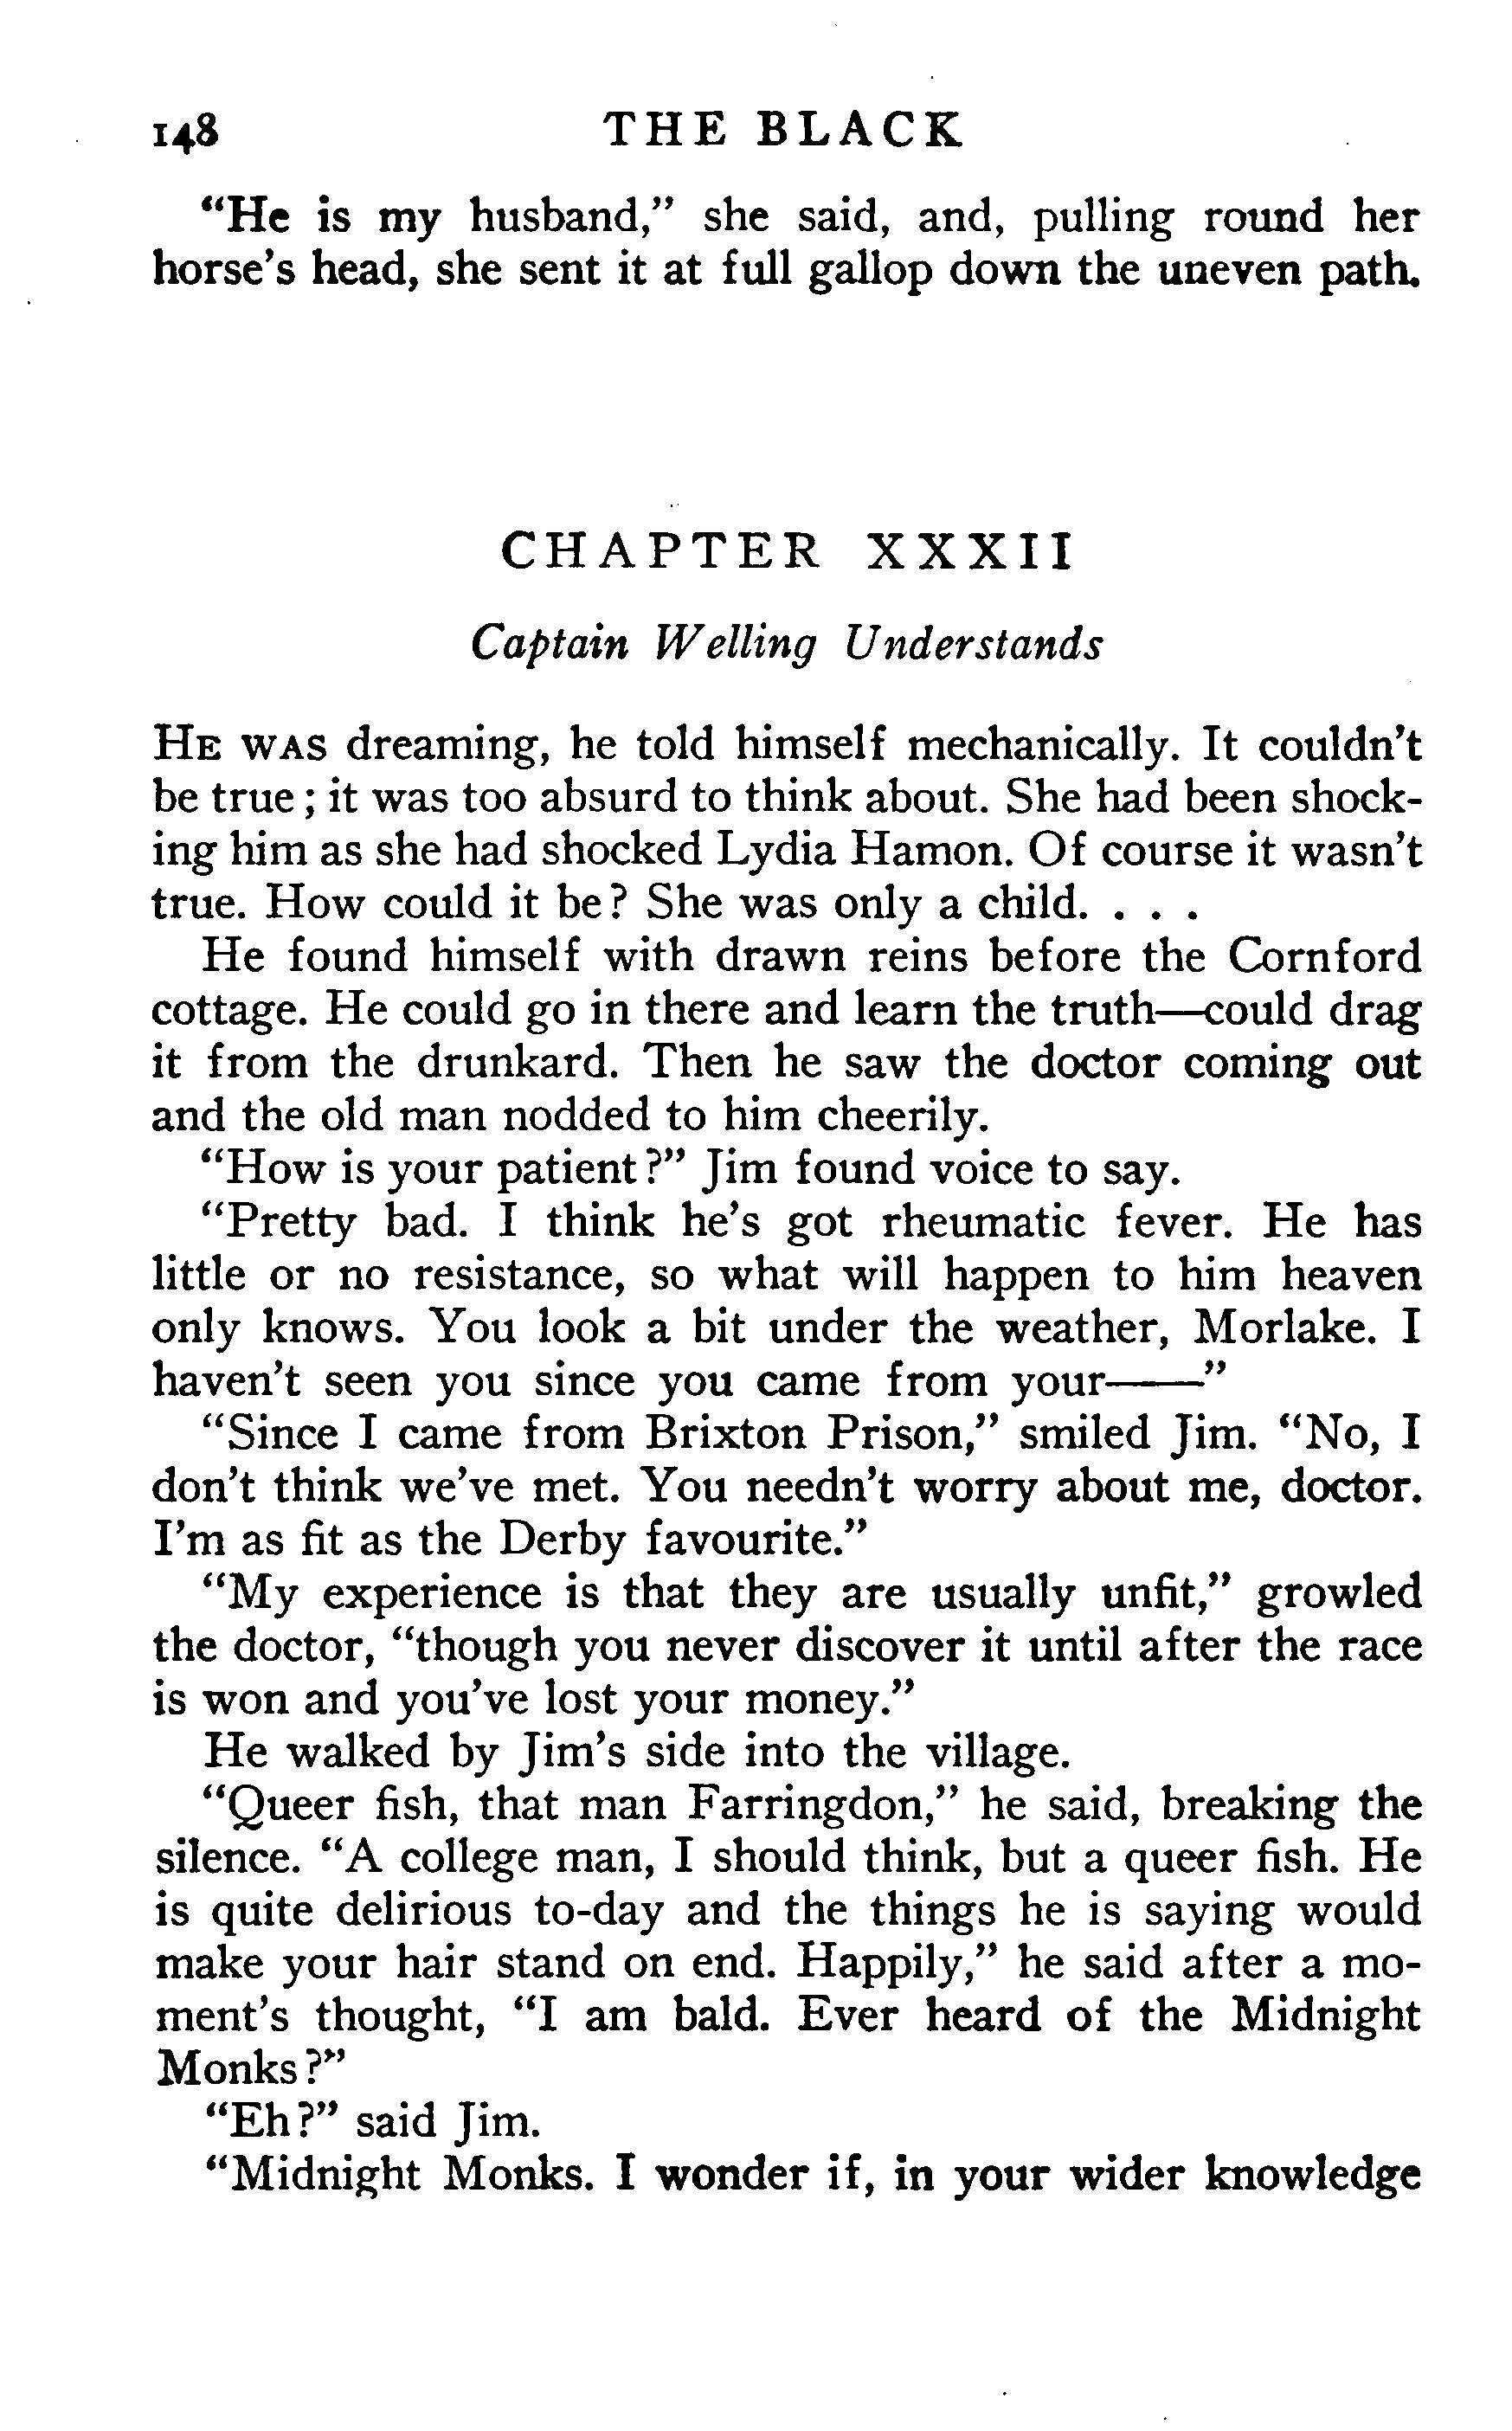 148 THE BLACK
“He is my husband,” she said, and, pulling round her
horse’s head, she sent it at full gallop down the uneven path.
CHAPTER XXXII
Captain Welling Understands
HE WAS dreaming, he told himself mechanically. It couldn’t
be true; it was too absurd to think about. She had been shock-
ing him as she had shocked Lydia Hamon. Of course it wasn’t
true. How could it be? She was only a child. . . .
He found himself with drawn reins before the Cornford
cottage. He could go in there and learn the truth—could drag
it from the drunkard. Then he saw the doctor coming out
and the old man nodded to him cheerily.
“How is your patient?” Jim found voice to say.
“Pretty bad. I think he’s got rheumatic fever. He has
little or no resistance, so what will happen to him heaven
only knows. You look a bit under the weather, Morlake. I
haven’t seen you since you came from your——”
“Since I came from Brixton Prison,” smiled Jim. “No, I
don’t think we’ve met. You needn’t worry about me, doctor.
I’m as fit as the Derby favourite.”
“My experience is that they are usually unfit,” growled
the doctor, “though you never discover it until after the race
is won and you’ve lost your money.”
He walked by Jim’s side into the village.
“Queer fish, that man Farringdon,” he said, breaking the
silence. “A college man, I should think, but a queer fish. He
is quite delirious to-day and the things he is saying would
make your hair stand on end. Happily,” he said after a mo-
ment’s thought, “I am bald. Ever heard of the Midnight
Monks?”
“Eh?” said Jim.
“Midnight Monks. I wonder if, in your wider knowledge